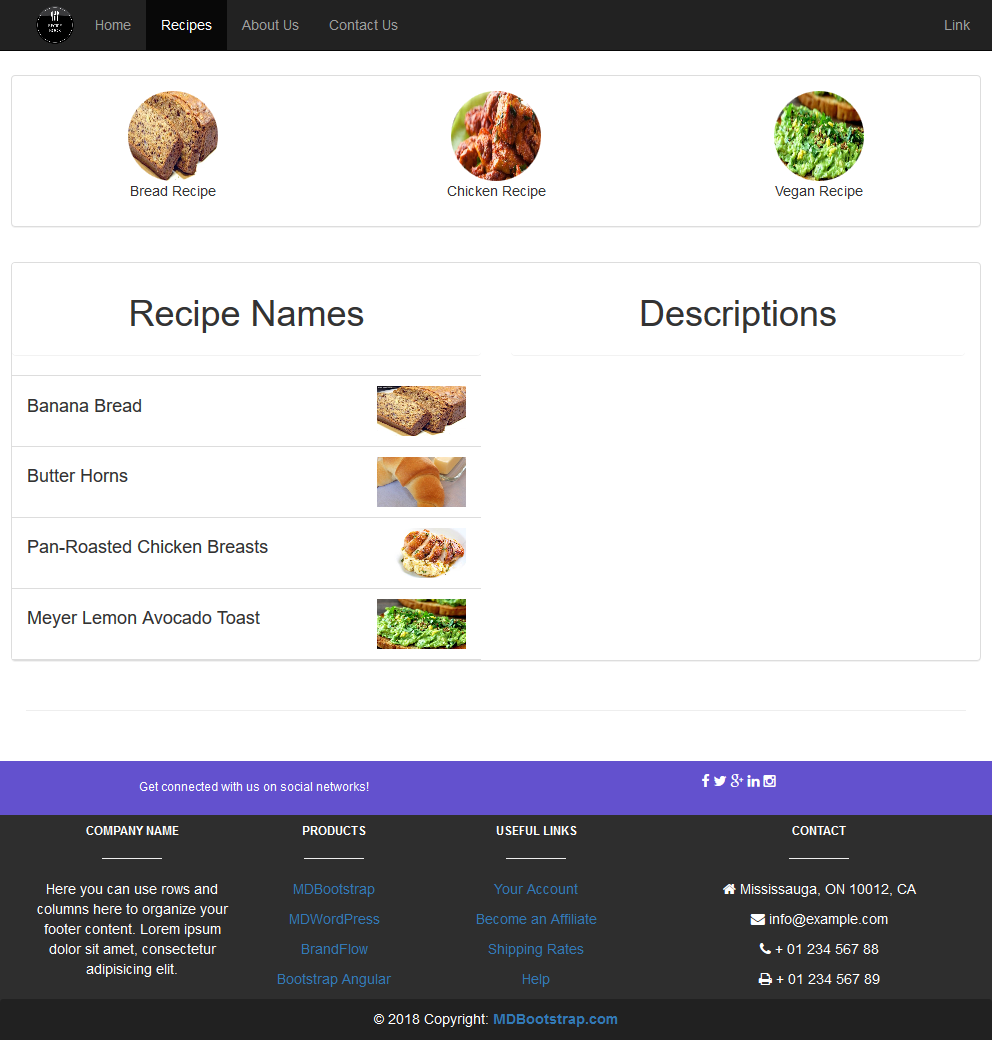 Home Recipes About Us Contact Us Link
Bread Recipe Chicken Recipe Vegan Recipe
Recipe Names
Descriptions
Banana Bread
Butter Horns
Pan-Roasted Chicken Breasts
Meyer Lemon Avocado Toast
Get connected with us on social networks!
COMPANY NAME
Here you can use rows and
columns here to organize your
footer content. Lorem ipsum
dolor sit amet, consectetur
adipisicing elit.
PRODUCTS
MDBootstrap
MDWordPress
BrandFlow
Bootstrap Angular
USEFUL LINKS
Your Account
Become an Affiliate
Shipping Rates
Help
CONTACT
Mississauga, ON 10012, CA
info@example.com
+ 01 234 567 88
+ 01 234 567 89
© 2018 Copyright: MDBootstrap.com